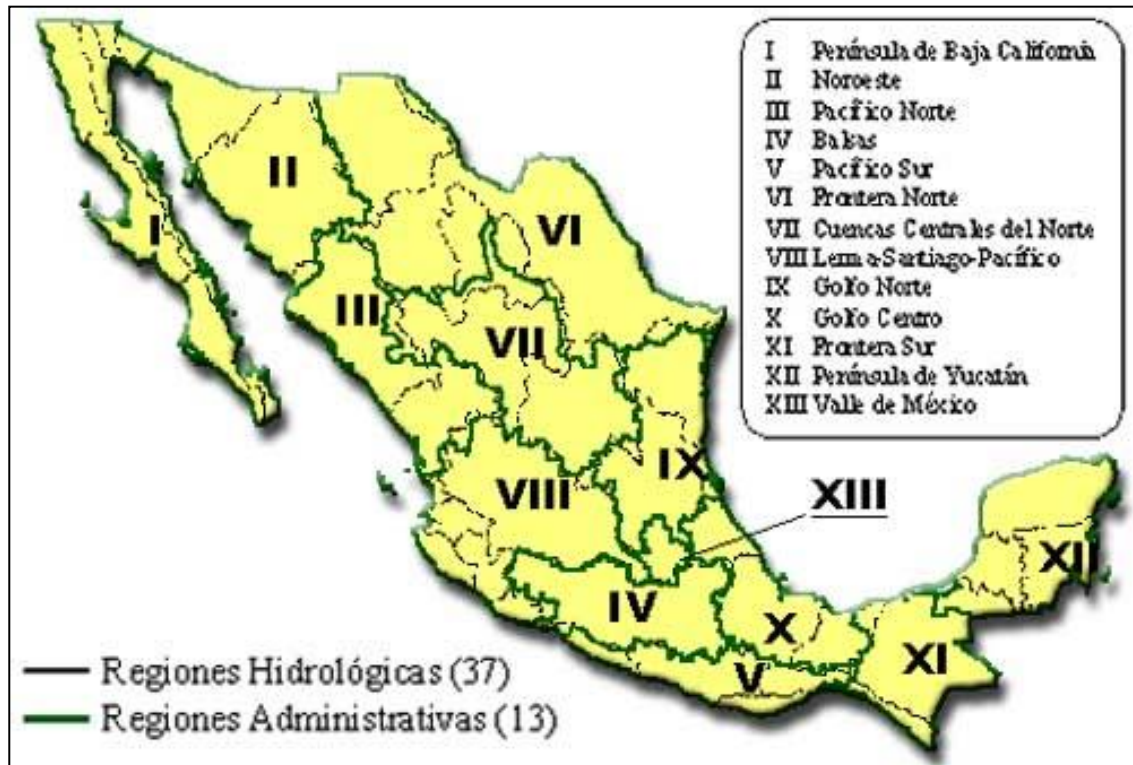 I Península de Baja California
II Noroeste
III Pacífico Norte
IV Balsas
V Pacífico Sur
VI Frontera Norte
VII Cuencas Centrales del Norte
VIII Lerma-Santiago-Pacífico
IX Golfo Norte
X Golfo Centro
XI Frontera Sur
XII Península de Yucatán
XIII Valle de México
II
I
VI
III
VII
IX
VIII
XIII
XII
IV
X
XI
V
Regiones Hidrológicas (37)
Regiones Administrativas (13)